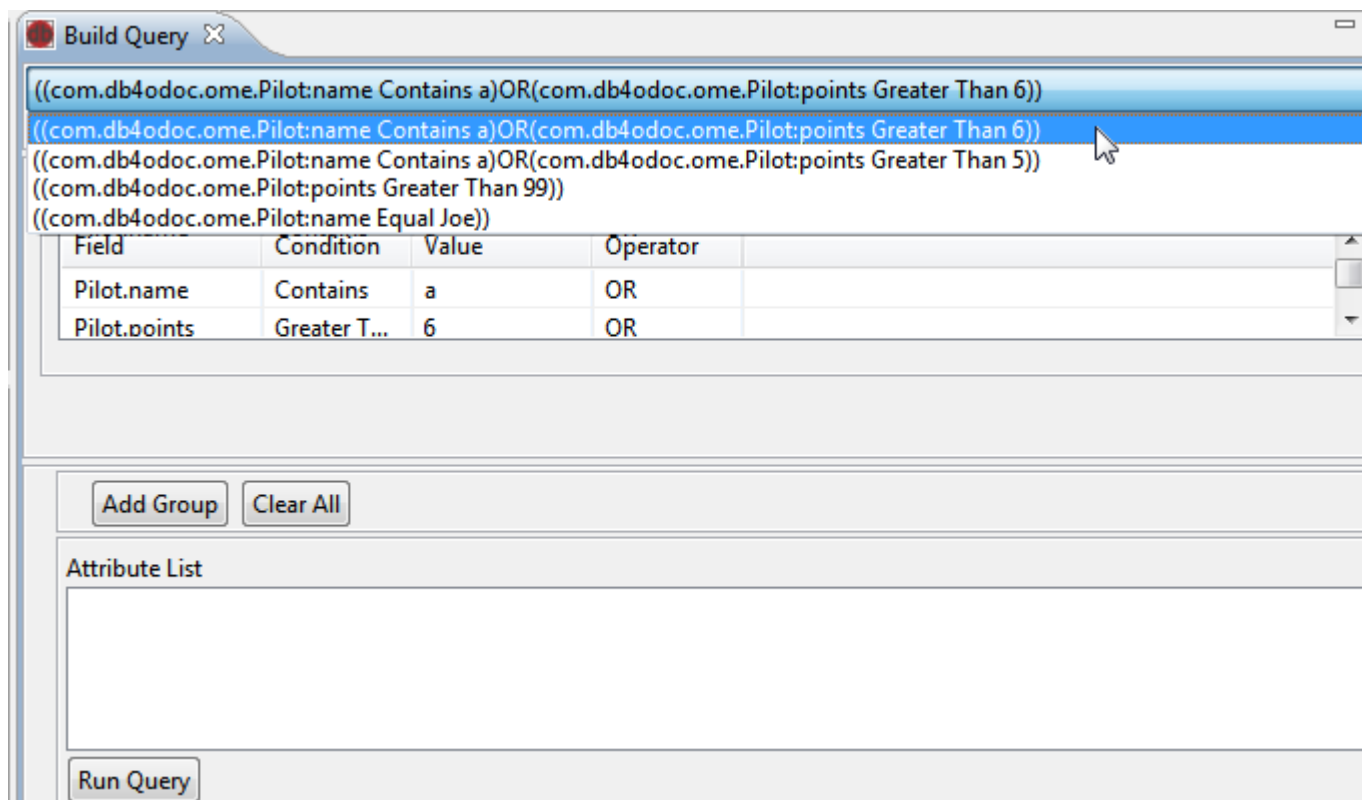 Build Query
((com.db4odoc.ome.Pilot:name Contains a)OR(com.db4odoc.ome.Pilot:points Greater Than 6))
((com.db4odoc.ome.Pilot:name Contains a)OR(com.db4odoc.ome.Pilot:points Greater Than 6))
((com.db4odoc.ome.Pilot:name Contains a)OR(com.db4odoc.ome.Pilot:points Greater Than 5))
((com.db4odoc.ome.Pilot:points Greater Than 99))
((com.db4odoc.ome.Pilot:name Equal Joe))
Field Condition Value Operator
Pilot.name Contains a OR
Pilot.points Greater T... 6 OR
Add Group Clear All
Attribute List
Run Query